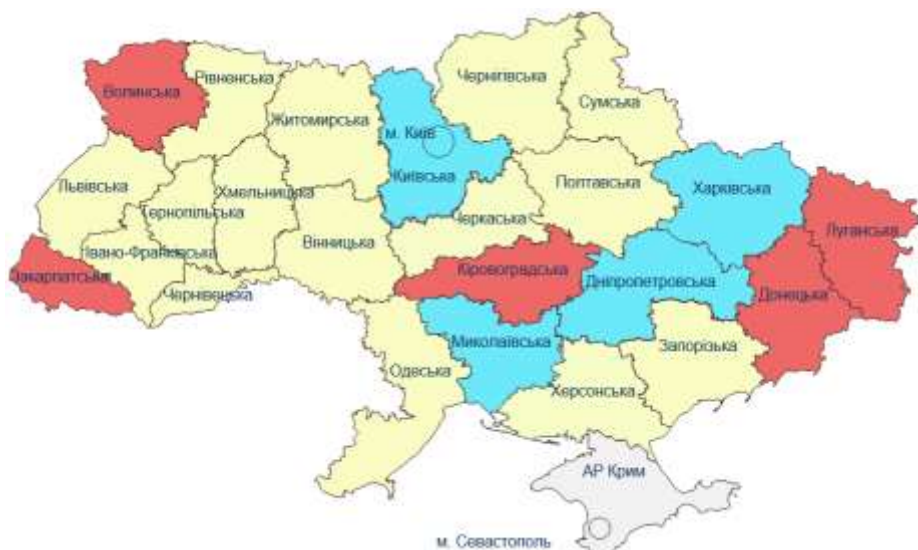 Волинська
Рівненська
Житомирська
м. Київ
Київська
Чернігівська
Сумська
Львівська
Тернопільська
Хмельницька
Вінницька
Черкаська
Полтавська
Харківська
Луганська
Закарпатська
Івано-Франківська
Чернівецька
Кіровоградська
Дніпропетровська
Донецька
Миколаївська
Одеська
Херсонська
Запорізька
АР Крим
м. Севастополь